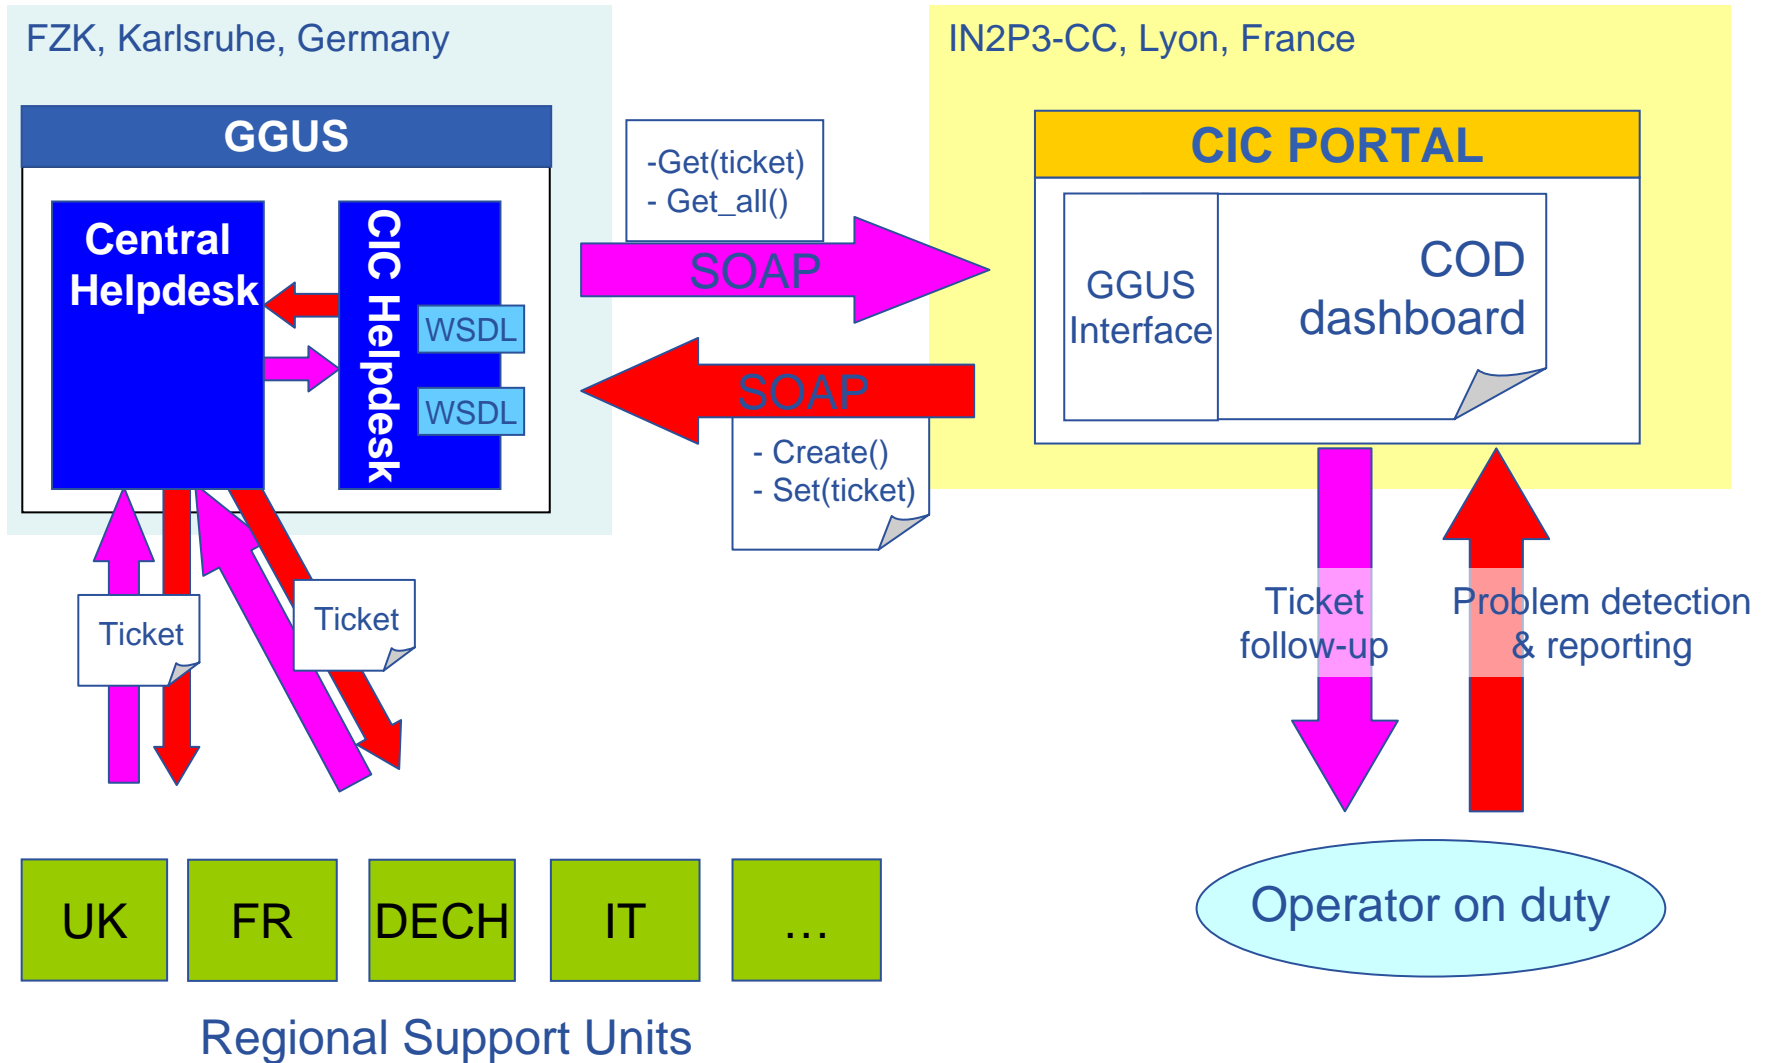 FZK, Karlsruhe, Germany
GGUS
Central
Helpdesk
CIC Helpdesk
WSDL
WSDL
-Get(ticket)
- Get_all()
SOAP
SOAP
- Create()
- Set(ticket)
IN2P3-CC, Lyon, France
CIC PORTAL
GGUS
Interface
COD
dashboard
Ticket
Ticket
Ticket
follow-up
Problem detection
& reporting
UK
FR
DECH
IT
…
Regional Support Units
Operator on duty